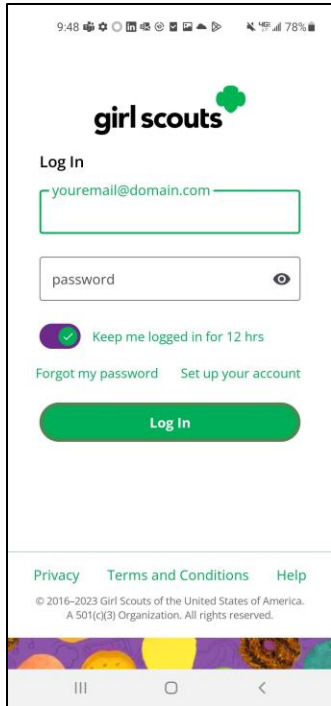 9:48 78%
girl scouts
Log In
youremail@domain.com
password
Keep me logged in for 12 hrs
Forgot my password Set up your account
Log In
Privacy Terms and Conditions Help
© 2016–2023 Girl Scouts of the United States of America.
A 501(c)(3) Organization. All rights reserved.